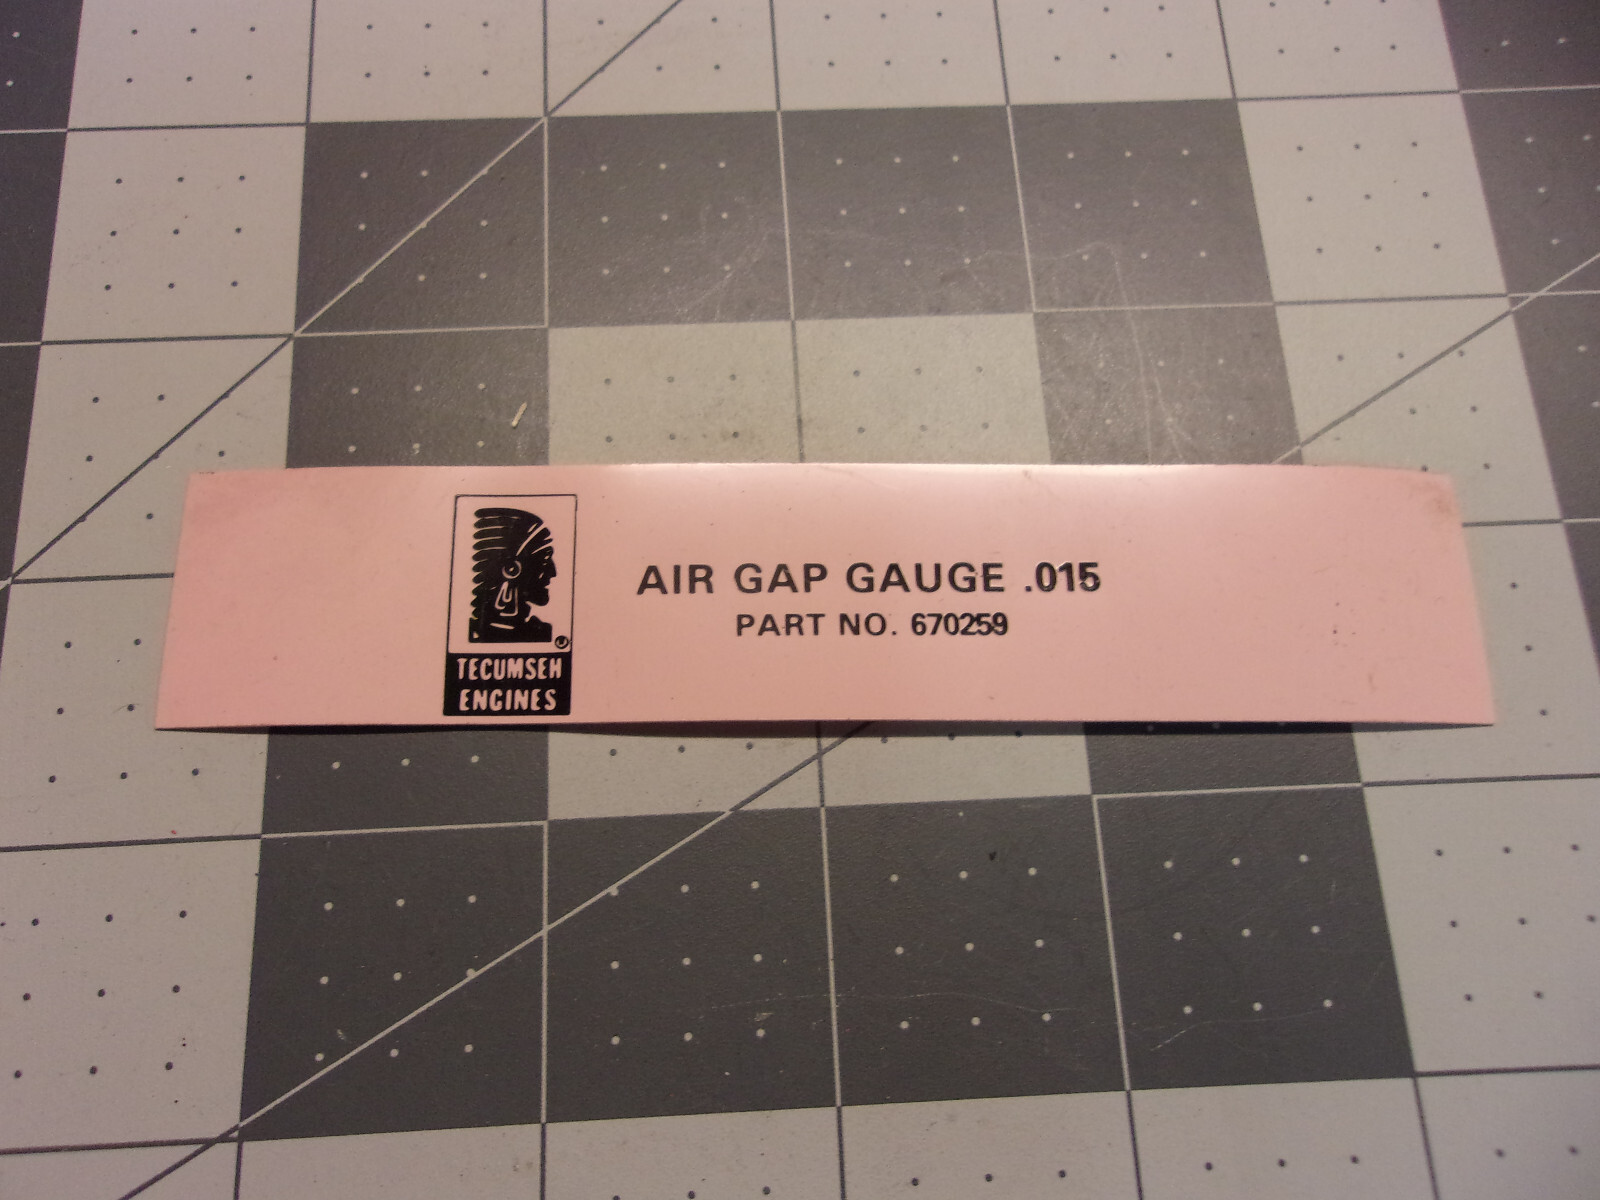 AIR GAP GAUGE .015
PART NO. 670259
TECUMSEH
ENGINES